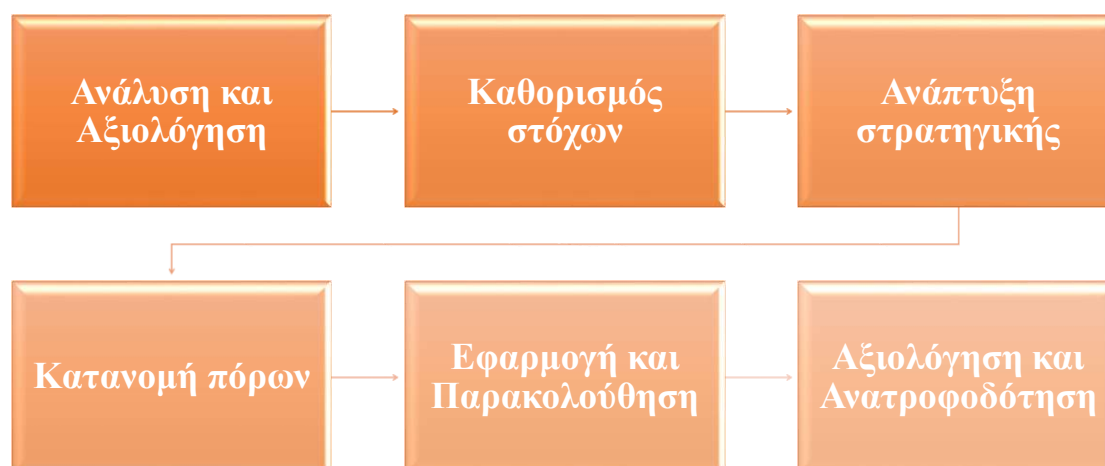 Ανάλυση και
Αξιολόγηση
Καθορισμός
στόχων
Ανάπτυξη
στρατηγικής
Κατανομή πόρων
Εφαρμογή και
Παρακολούθηση
Αξιολόγηση και
Ανατροφοδότηση